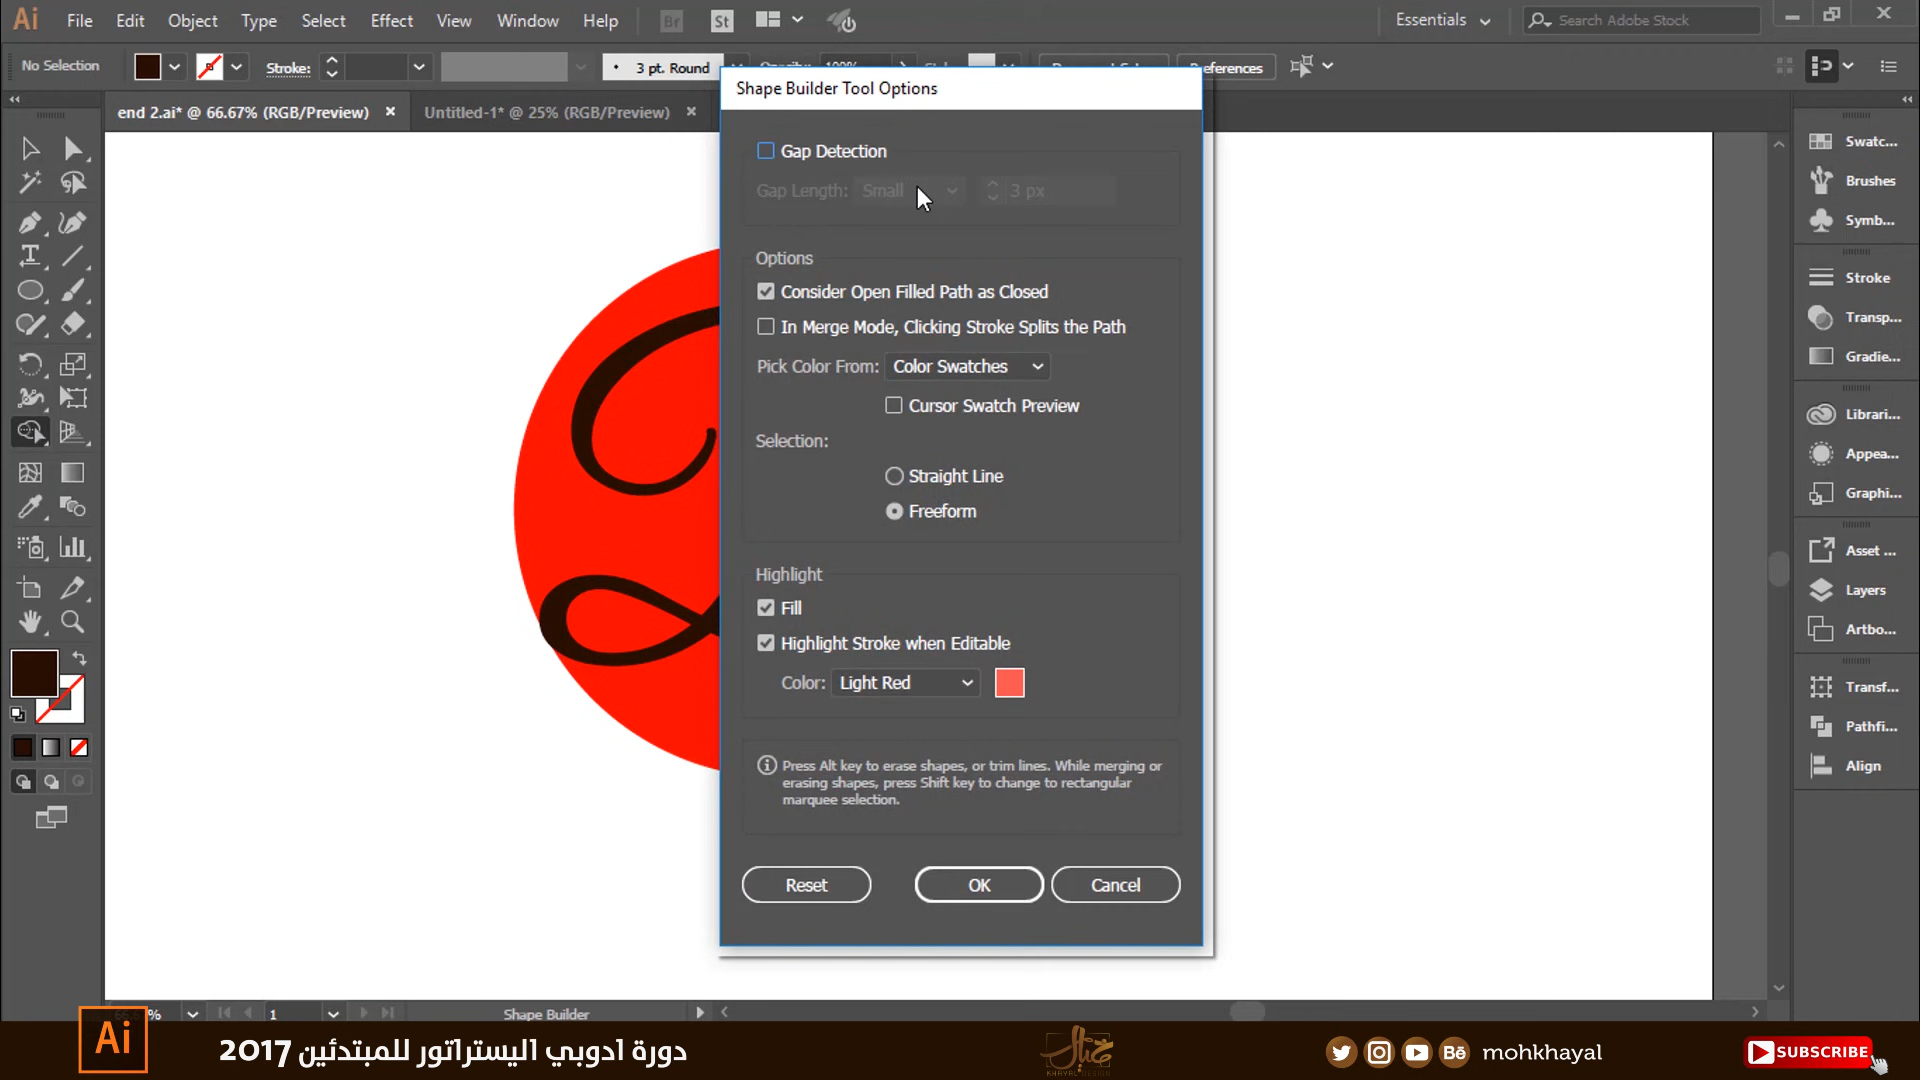 Ai File Edit Object Type Select Effect View Window Help Br St Essentials Search Adobe Stock
No Selection Stroke: 3 pt. Round
end 2.ai* @ 66.67% (RGB/Preview) Untitled-1* @ 25% (RGB/Preview)
Shape Builder Tool Options
Gap Detection
Gap Length: Small 3 px
Options
Consider Open Filled Path as Closed
In Merge Mode, Clicking Stroke Splits the Path
Pick Color From: Color Swatches
Cursor Swatch Preview
Selection:
Straight Line
Freeform
Highlight
Fill
Highlight Stroke when Editable
Color: Light Red
Press Alt key to erase shapes, or trim lines. While merging or
erasing shapes, press Shift key to change to rectangular
marquee selection.
Reset OK Cancel
Swatc...
Brushes
Symb...
Stroke
Transp...
Gradie...
Librari...
Appea...
Graphi...
Asset ...
Layers
Artbo...
Transf...
Pathfi...
Align
1 Shape Builder
Ai
دورة ادوبي اليستراتور للمبتدئين 2017
KHAYAL DESIGN
Bē mohkhayal
SUBSCRIBE